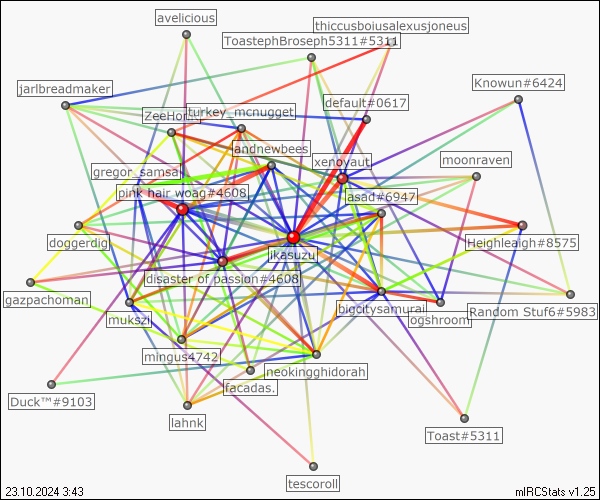 avelicious
thiccusboiusalexusjoneus
ToastephBroseph5311#5311
jarlbreadmaker
Knowun#6424
default#0617
turkey_mcnugget
andnewbees
xenoyaut
moonraven
gregor_samsa
pink hair woag#4608
asad#6947
doggerdig
ikasuzu
Heighleaigh#8575
disaster of passion#4608
gazpachoman
mukszi
bigcitysamurai
ogshroom
Random Stuf6#5983
mingus4742
neokingghidorah
facadas.
Duck™#9103
lahnk
Toast#5311
tescoroll
23.10.2024 3:43
mIRCStats v1.25